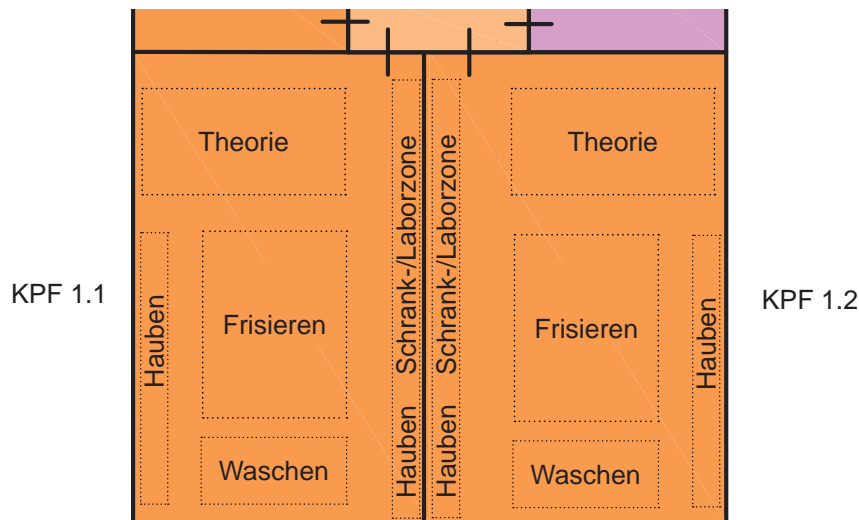 Theorie
Theorie
Schrank-/Laborzone
Schrank-/Laborzone
KPF 1.1
Hauben
Frisieren
Frisieren
Hauben
KPF 1.2
Hauben
Hauben
Waschen
Waschen